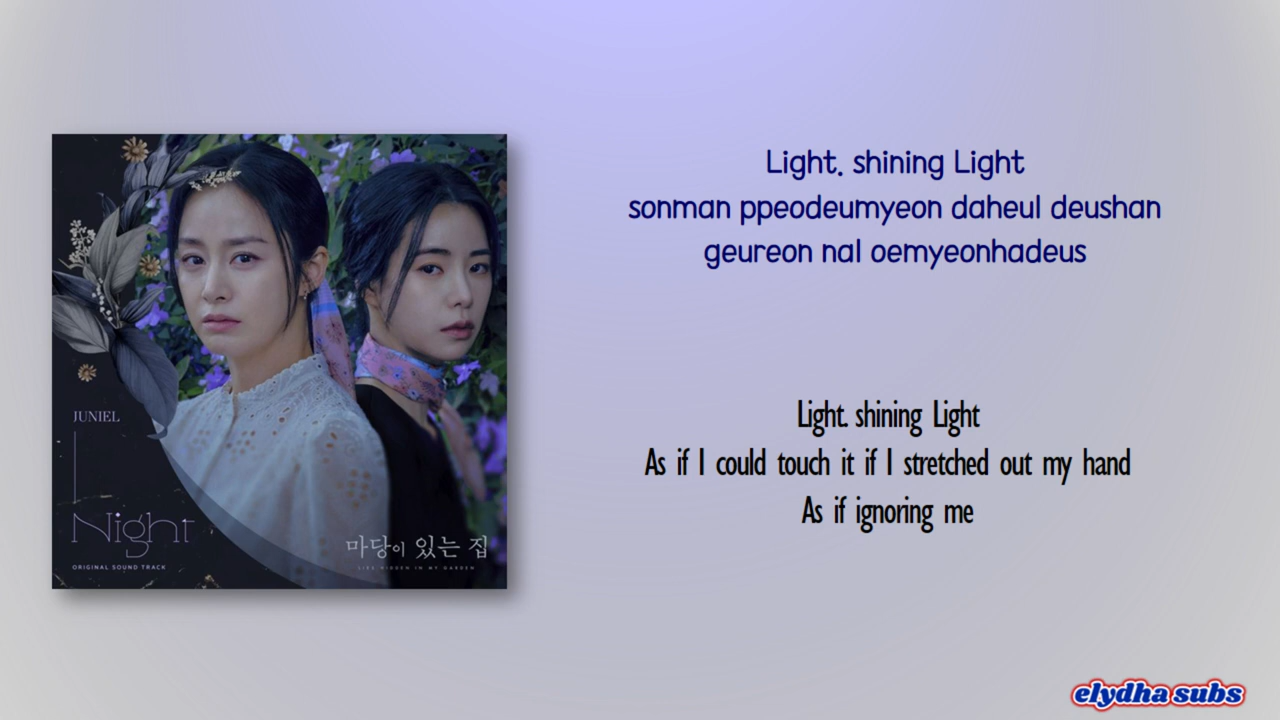 JUNIEL
Night
ORIGINAL SOUND TRACK
마당이 있는 집
LIES HIDDEN IN MY GARDEN
Light. shining Light
sonman ppeodeumyeon daheul deushan
geureon nal oemyeonhadeus
Light. shining Light
As if I could touch it if I stretched out my hand
As if ignoring me
elydha subs